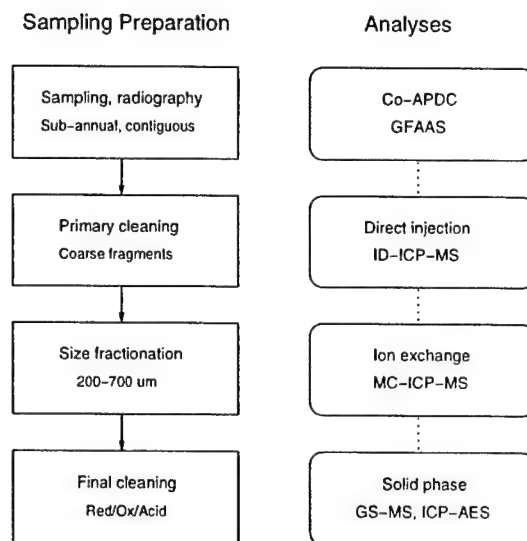 Sampling Preparation
Analyses
Sampling, radiography
Sub-annual, contiguous
Co-APDC
GFAAS
Primary cleaning
Coarse fragments
Direct injection
ID-ICP-MS
Size fractionation
200-700 um
Ion exchange
MC-ICP-MS
Final cleaning
Red/Ox/Acid
Solid phase
GS-MS, ICP-AES